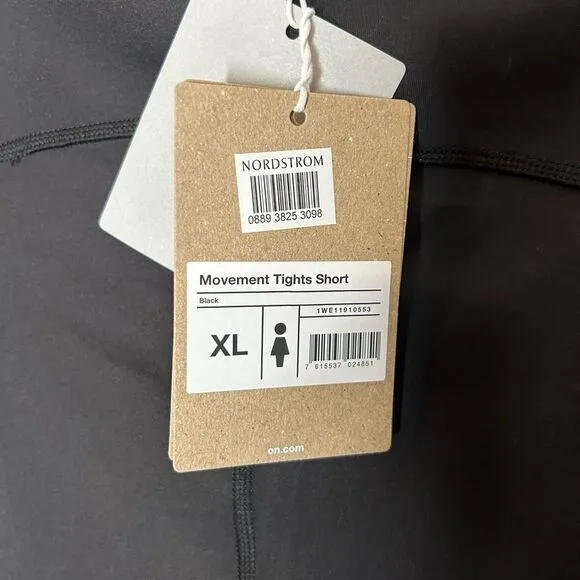 NORDSTROM
0889 3825 3098
Movement Tights Short
Black
1WE11910553
XL
7 615537 024851
on.com